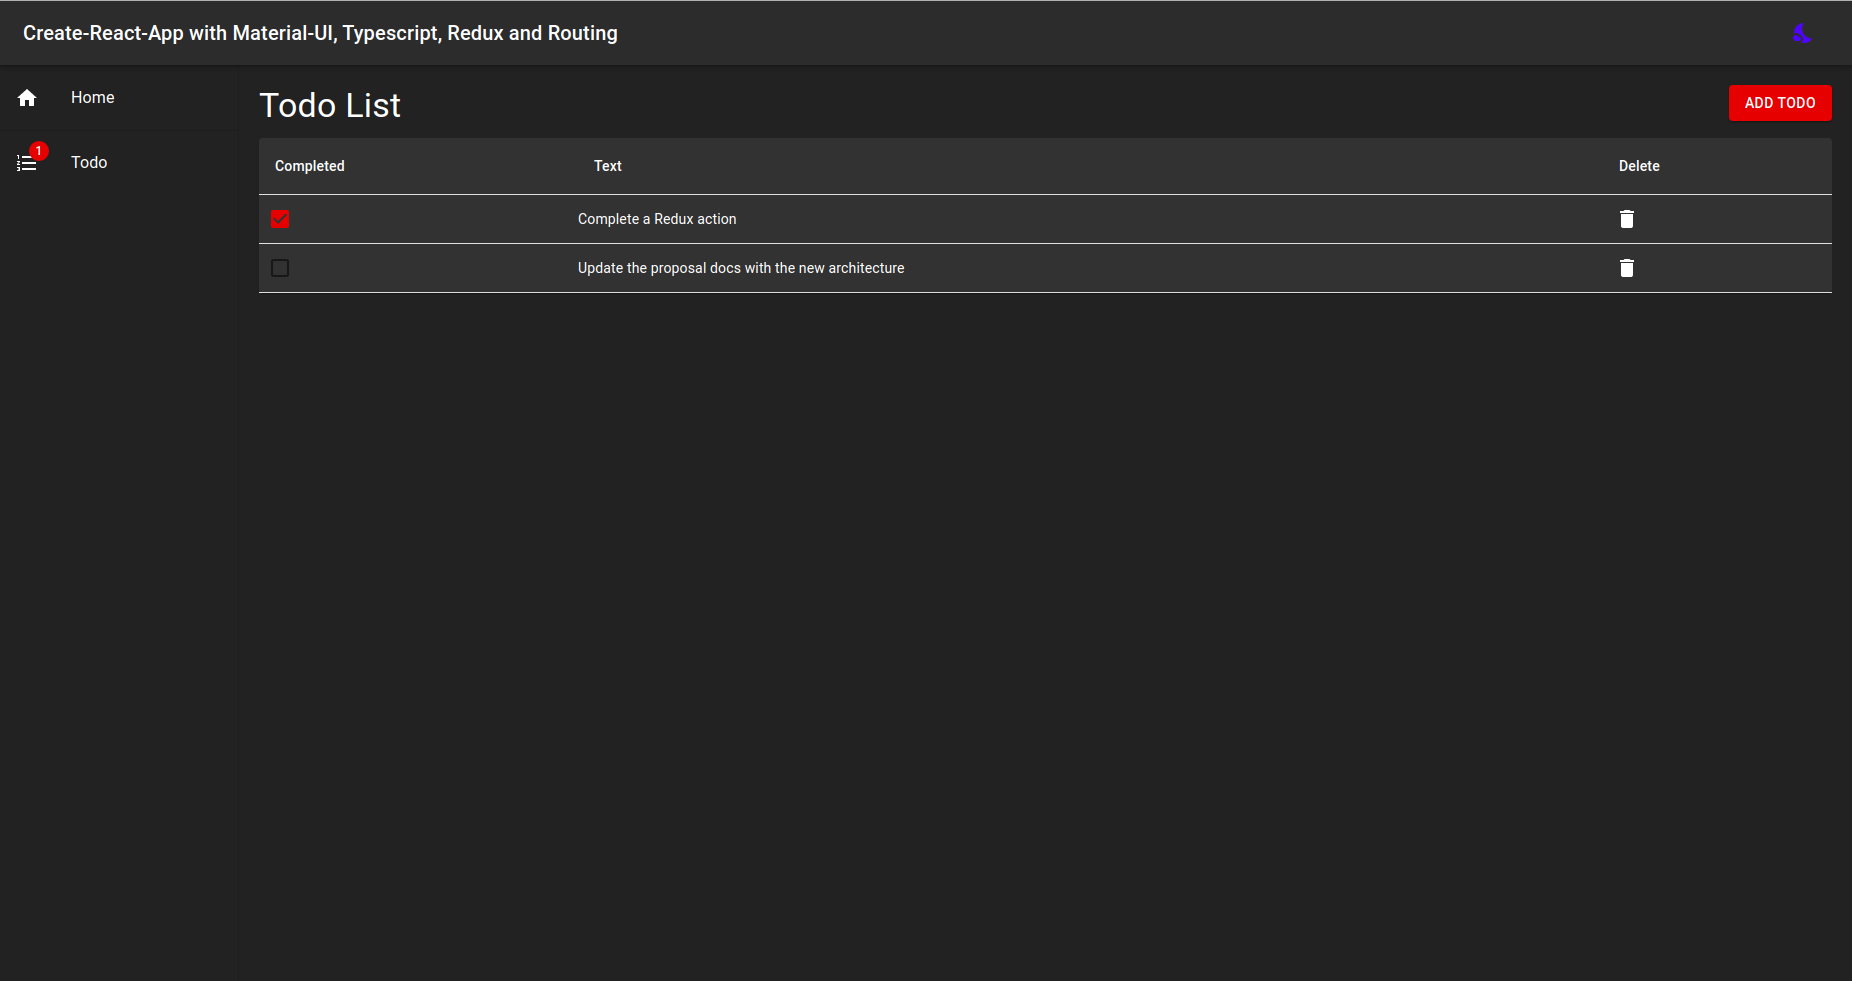 Create-React-App with Material-UI, Typescript, Redux and Routing
Home
1
Todo
Todo List
ADD TODO
Completed Text Delete
Complete a Redux action
Update the proposal docs with the new architecture